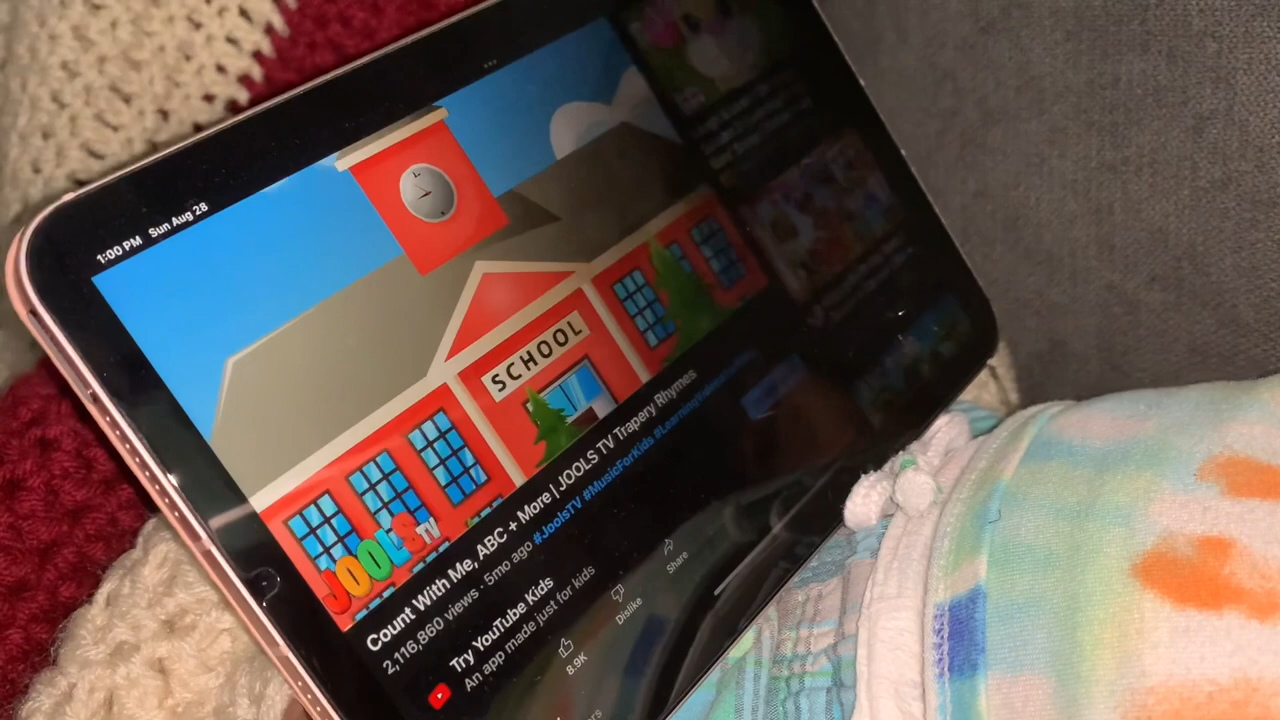 1:00 PM Sun Aug 28
SCHOOL
JOOLS TV
Count With Me, ABC + More | JOOLS TV Trapery Rhymes
2,116,860 views · 5mo ago #JoolsTV #MusicForKids
Try YouTube Kids
An app made just for kids
8.9K
Dislike
Share